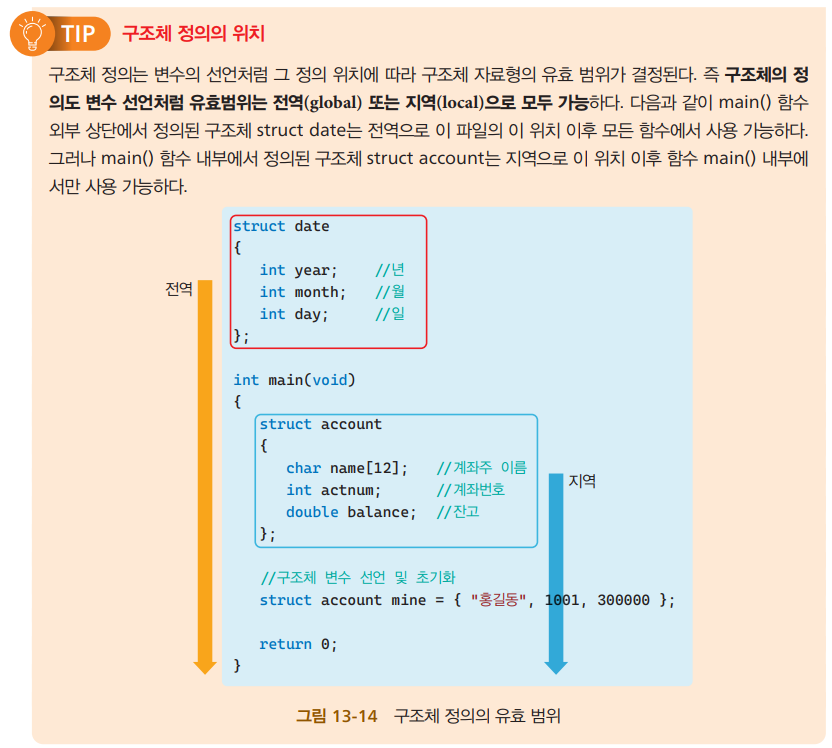 TIP 구조체 정의의 위치
구조체 정의는 변수의 선언처럼 그 정의 위치에 따라 구조체 자료형의 유효 범위가 결정된다. 즉 구조체의 정
의도 변수 선언처럼 유효범위는 전역(global) 또는 지역(local)으로 모두 가능하다. 다음과 같이 main() 함수
외부 상단에서 정의된 구조체 struct date는 전역으로 이 파일의 이 위치 이후 모든 함수에서 사용 가능하다.
그러나 main() 함수 내부에서 정의된 구조체 struct account는 지역으로 이 위치 이후 함수 main() 내부에
서만 사용 가능하다.
struct date
{
int year; //년
전역
int month; //월
int day; //일
};
int main(void)
{
struct account
{
char name[12]; //계좌주 이름
지역
int actnum; //계좌번호
double balance; //잔고
};
//구조체 변수 선언 및 초기화
struct account mine = { "홍길동", 1001, 300000 };
return 0;
}
그림 13-14 구조체 정의의 유효 범위